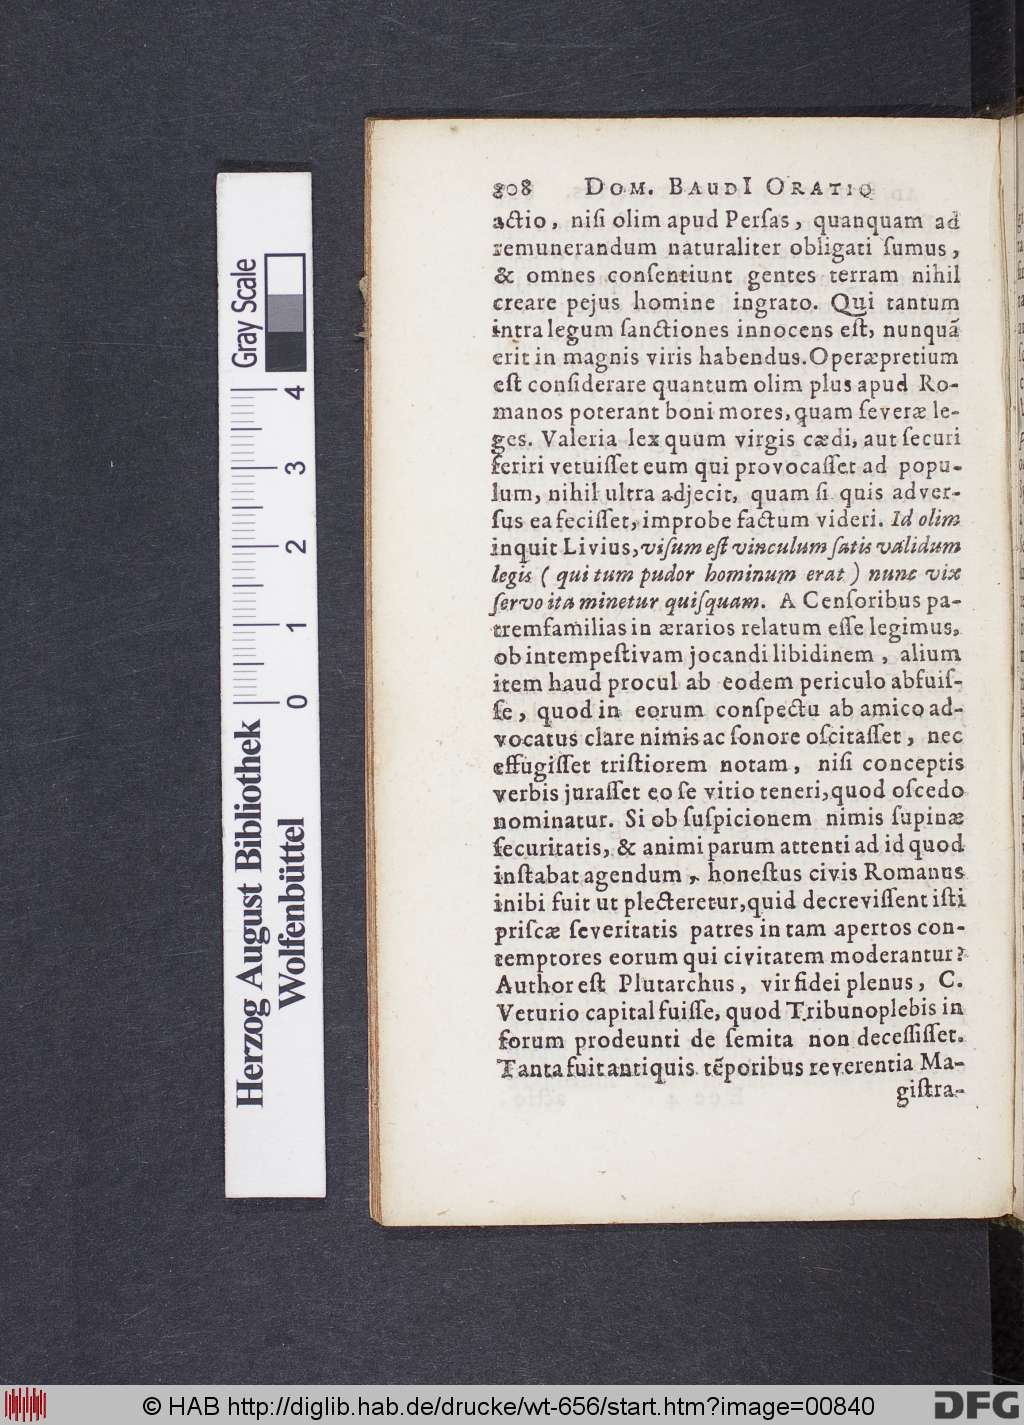 808 DOM. BAUDI ORATIO
actio, niſi olim apud Perſas, quanquam ad
remunerandum naturaliter obligati ſumus,
& omnes conſentiunt gentes terram nihil
creare pejus homine ingrato. Qui tantum
intra legum ſanctiones innocens eſt, nunquã
erit in magnis viris habendus. Operæpretium
eſt conſiderare quantum olim plus apud Ro-
manos poterant boni mores, quam ſeveræ le-
ges. Valeria lex quum virgis cædi, aut ſecuri
feriri vetuiſſet eum qui provocaſſet ad popu-
lum, nihil ultra adjecit, quam ſi quis adver-
ſus ea feciſſet, improbe factum videri. Id olim
inquit Livius, viſum eſt vinculum ſatis validum
legis ( qui tum pudor hominum erat ) nunc vix
ſervo ita minetur quiſquam. A Cenſoribus pa-
tremfamilias in ærarios relatum eſſe legimus,
ob intempeſtivam jocandi libidinem, alium
item haud procul ab eodem periculo abfuiſ-
ſe, quod in eorum conſpectu ab amico ad-
vocatus clare nimis ac ſonore oſcitaſſet, nec
effugiſſet triſtiorem notam, niſi conceptis
verbis juraſſet eo ſe vitio teneri, quod oſcedo
nominatur. Si ob ſuſpicionem nimis ſupinæ
ſecuritatis, & animi parum attenti ad id quod
inſtabat agendum, honeſtus civis Romanus
inibi fuit ut plecteretur, quid decreviſſent iſti
priſcæ ſeveritatis patres in tam apertos con-
temptores eorum qui civitatem moderantur?
Author eſt Plutarchus, vir fidei plenus, C.
Veturio capital fuiſſe, quod Tribunoplebis in
forum prodeunti de ſemita non deceſſiſſet.
Tanta fuit antiquis tẽporibus reverentia Ma-
giſtra-
Herzog August Bibliothek
Wolfenbüttel
0 1 2 3 4
Gray Scale
© HAB http://diglib.hab.de/drucke/wt-656/start.htm?image=00840
DFG